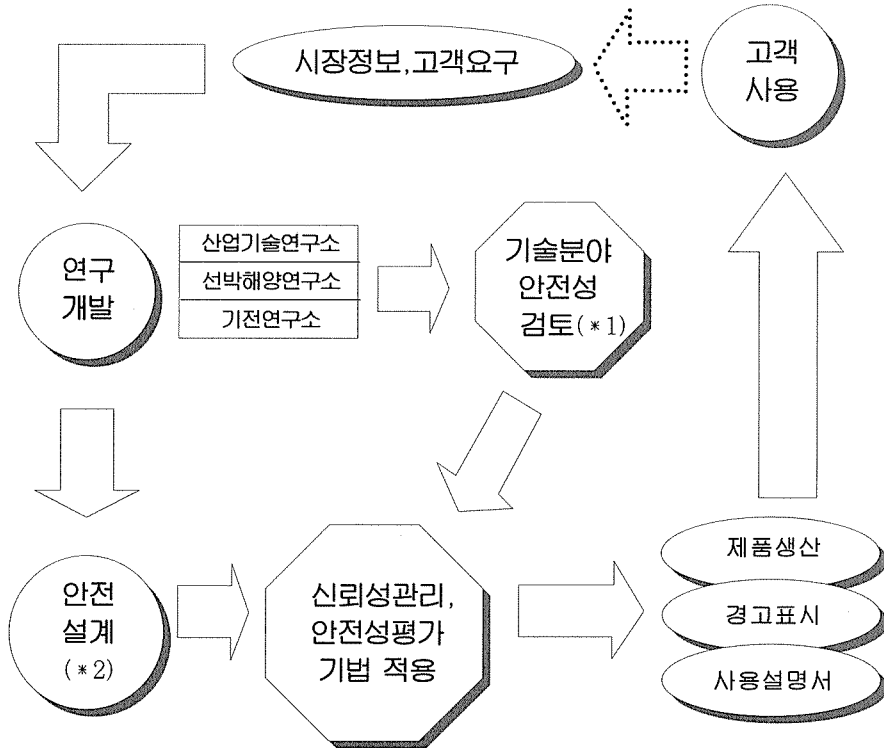 시장정보,고객요구
고객
사용
연구
개발
산업기술연구소
선박해양연구소
기전연구소
기술분야
안전성
검토(*1)
안전
설계
(*2)
신뢰성관리,
안전성평가
기법 적용
제품생산
경고표시
사용설명서